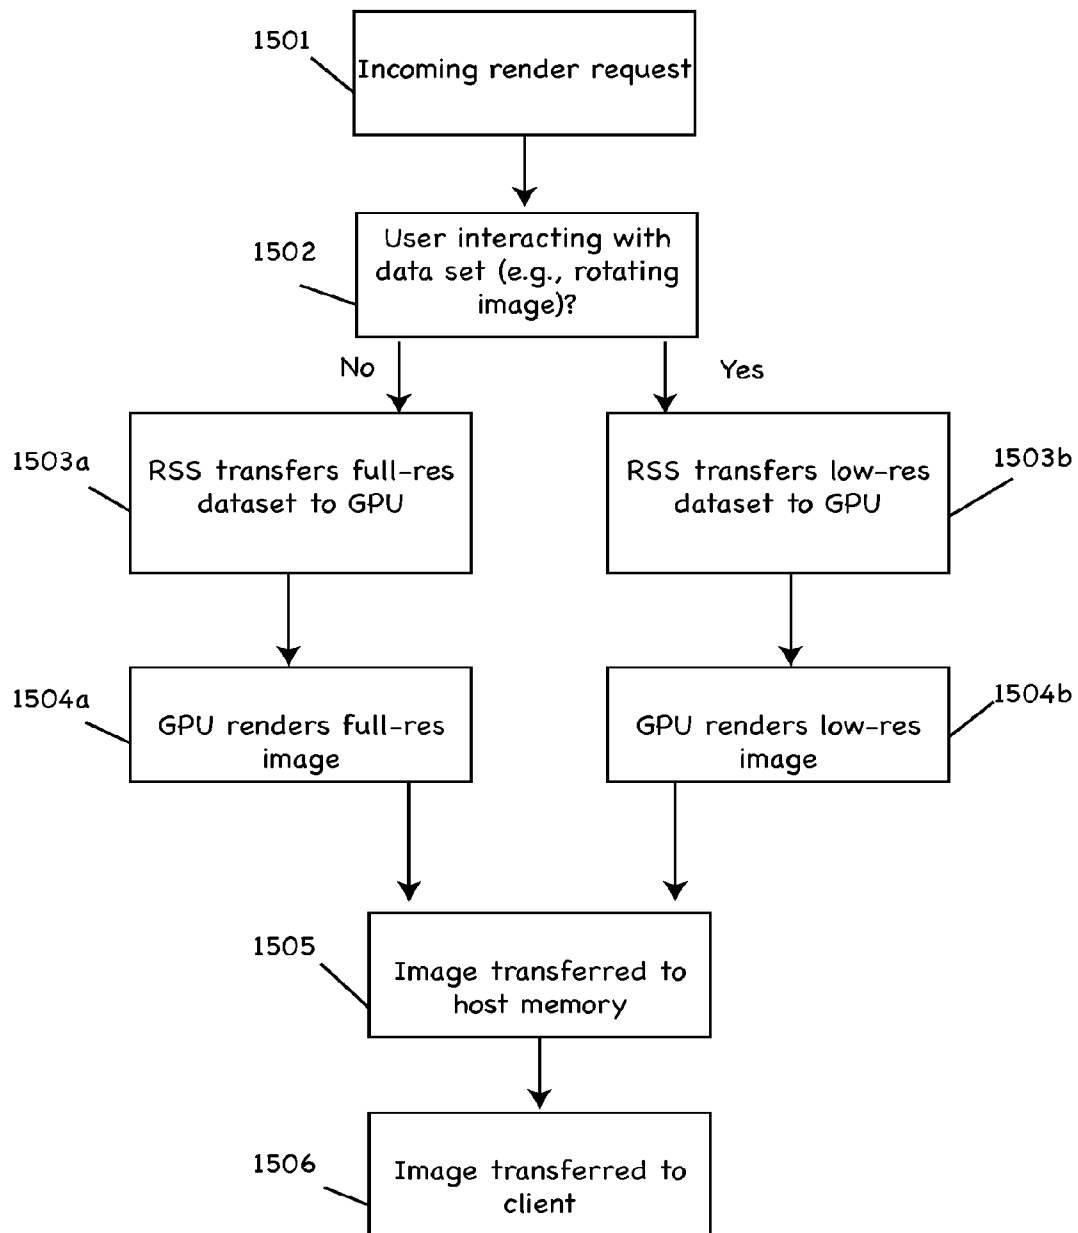 1501
Incoming render request
1502
User interacting with
data set (e.g., rotating
image)?
No
Yes
1503a
RSS transfers full-res
dataset to GPU
RSS transfers low-res
dataset to GPU
1503b
1504a
GPU renders full-res
image
GPU renders low-res
image
1504b
1505
Image transferred to
host memory
1506
Image transferred to
client